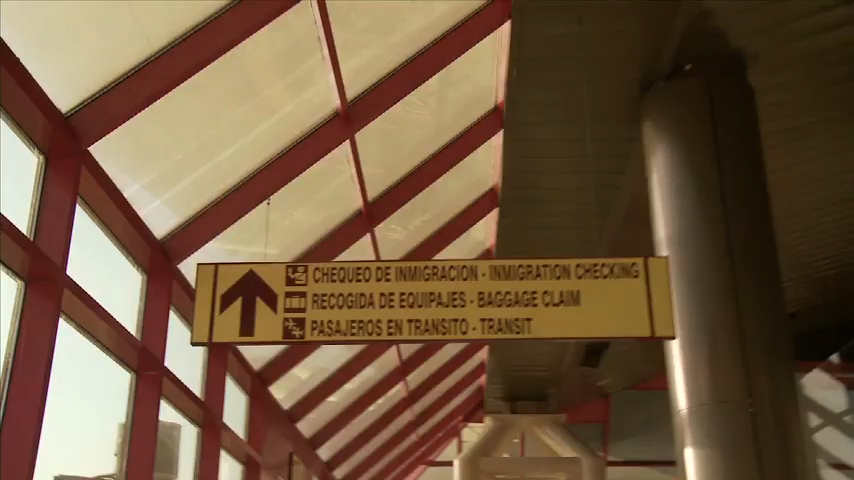 CHEQUEO DE INMIGRACION - INMIGRATION CHECKING
RECOGIDA DE EQUIPAJES - BAGGAGE CLAIM
PASAJEROS EN TRANSITO - TRANSIT